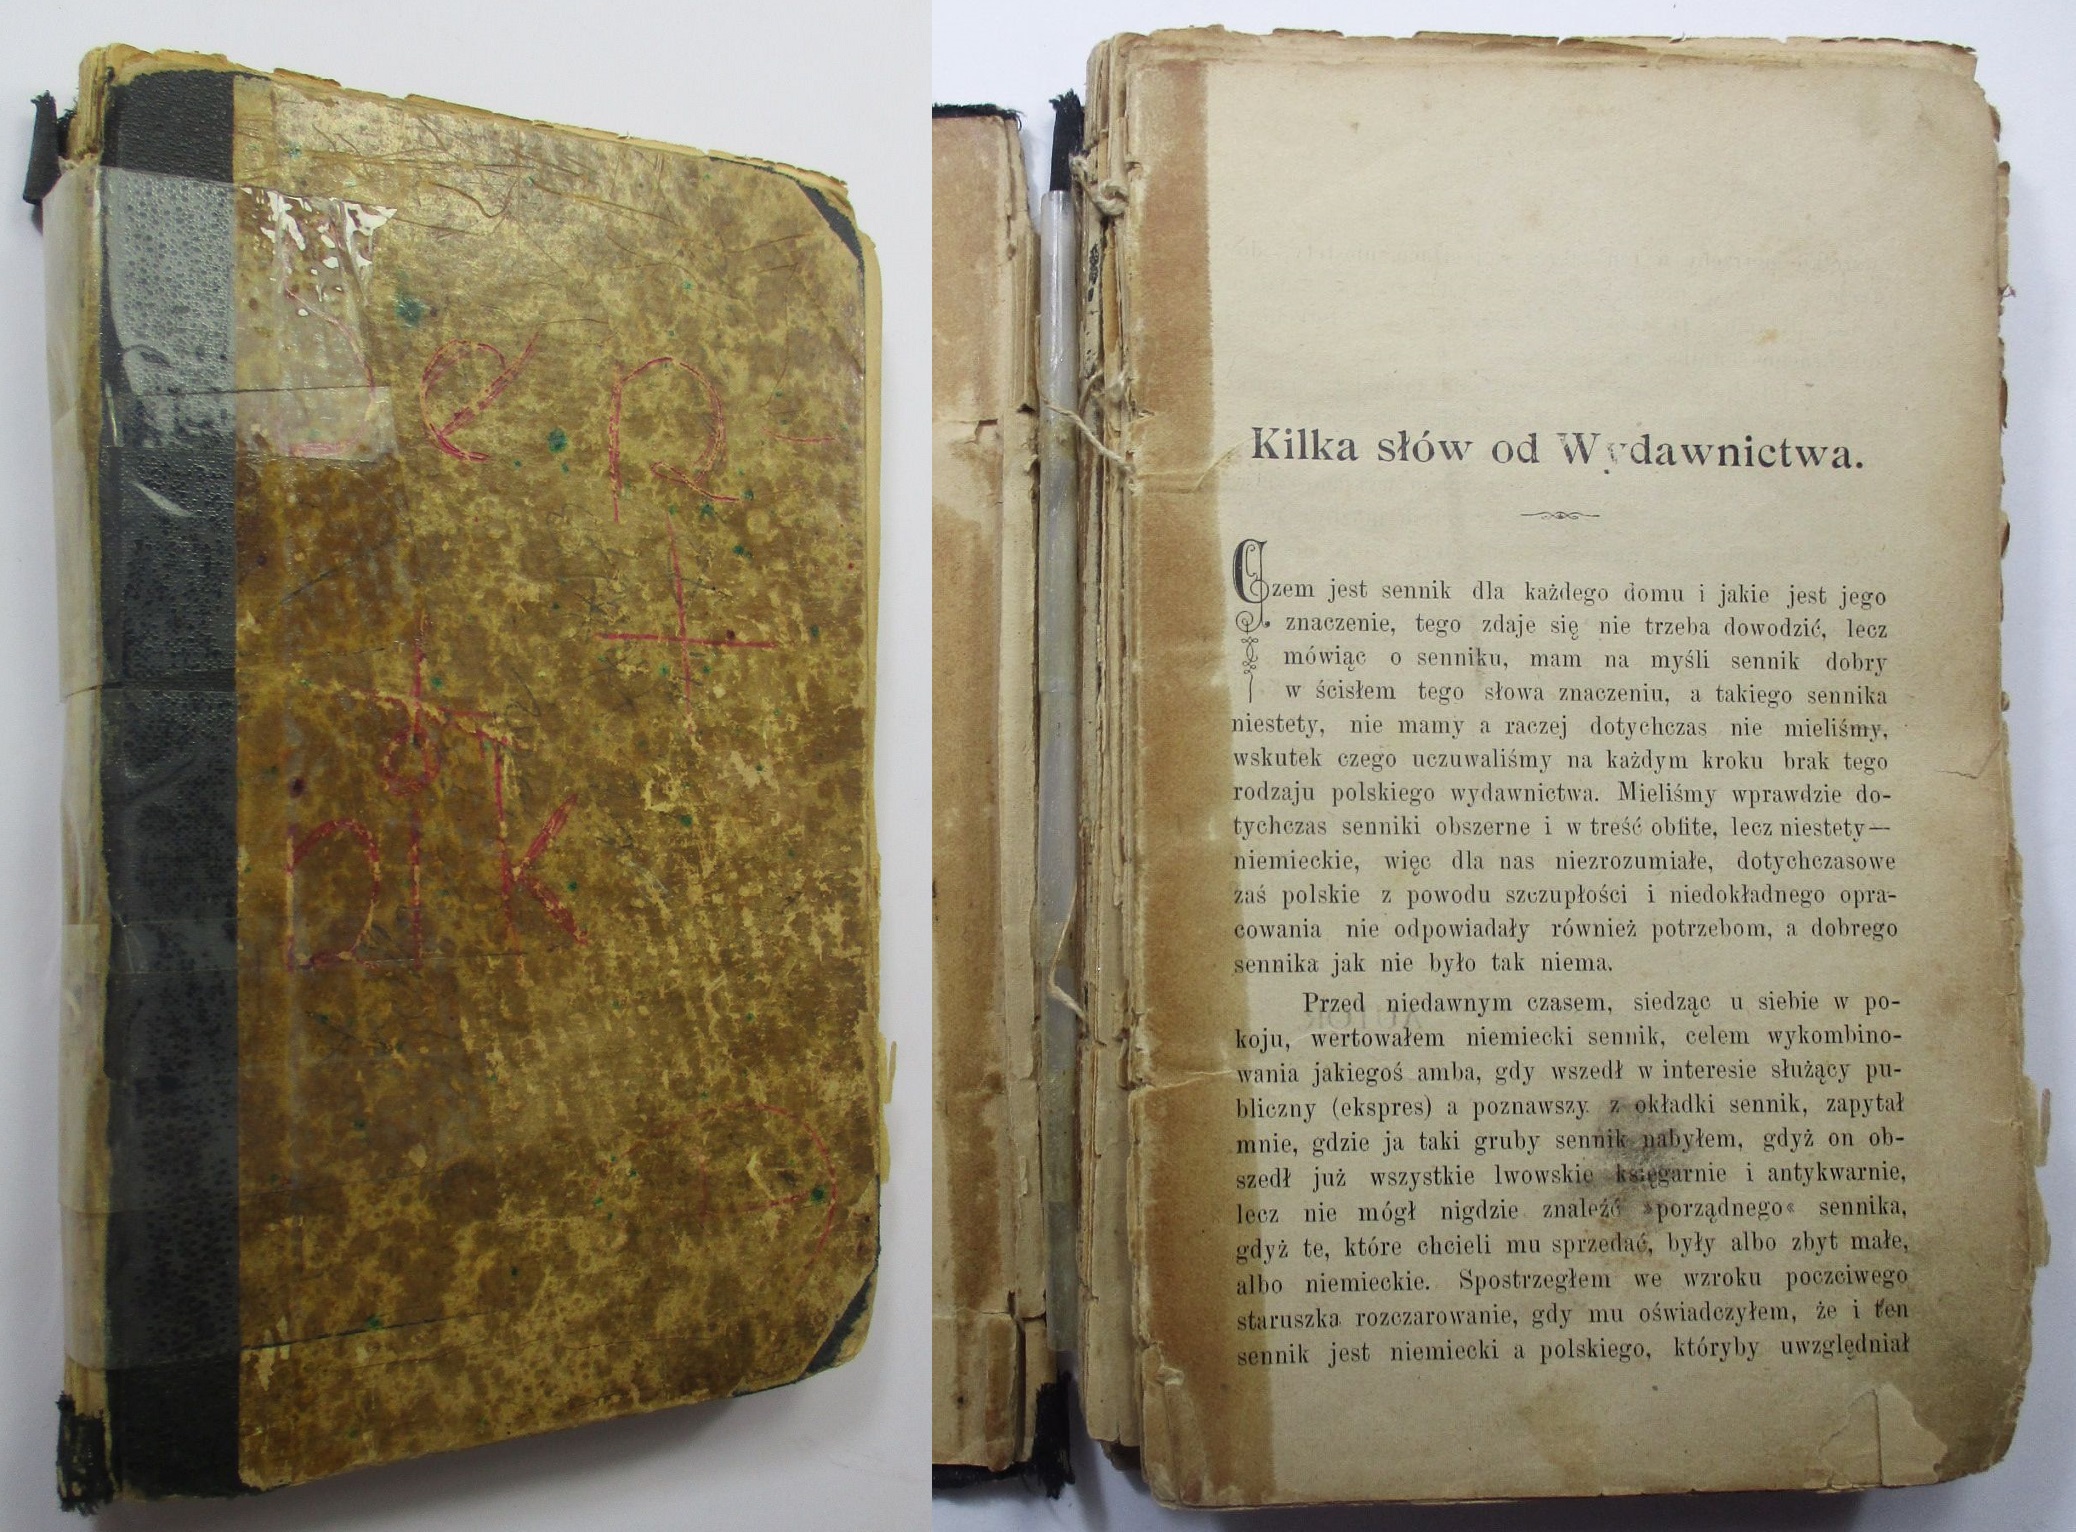 Sen-
nik
Kilka słów od Wydawnictwa.
Czem jest sennik dla każdego domu i jakie jest jego
znaczenie, tego zdaje się nie trzeba dowodzić, lecz
mówiąc o senniku, mam na myśli sennik dobry
w ścisłem tego słowa znaczeniu, a takiego sennika
niestety, nie mamy a raczej dotychczas nie mieliśmy,
wskutek czego uczuwaliśmy na każdym kroku brak tego
rodzaju polskiego wydawnictwa. Mieliśmy wprawdzie do-
tychczas senniki obszerne i w treść obfite, lecz niestety—
niemieckie, więc dla nas niezrozumiałe, dotychczasowe
zaś polskie z powodu szczupłości i niedokładnego opra-
cowania nie odpowiadały również potrzebom, a dobrego
sennika jak nie było tak niema.
Przed niedawnym czasem, siedząc u siebie w po-
koju, wertowałem niemiecki sennik, celem wykombino-
wania jakiegoś amba, gdy wszedł w interesie służący pu-
bliczny (ekspres) a poznawszy z okładki sennik, zapytał
mnie, gdzie ja taki gruby sennik nabyłem, gdyż on ob-
szedł już wszystkie lwowskie księgarnie i antykwarnie,
lecz nie mógł nigdzie znaleźć »porządnego« sennika,
gdyż te, które chcieli mu sprzedać, były albo zbyt małe,
albo niemieckie. Spostrzegłem we wzroku poczciwego
staruszka rozczarowanie, gdy mu oświadczyłem, że i ten
sennik jest niemiecki a polskiego, któryby uwzględniał